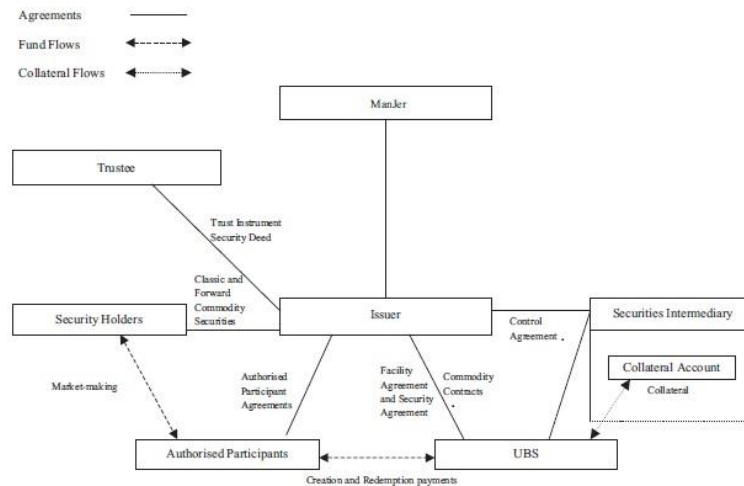 Agreements
Fund Flows
Collateral Flows
ManJer
Trustee
Trust Instrument
Security Deed
Classic and
Forward
Commodity
Securities
Security Holders
Issuer
Securities Intermediary
Control
Agreement
Collateral Account
Collateral
Market-making
Authorised
Participant
Agreements
Facility
Agreement
and Security
Agreement
Commodity
Contracts
Authorised Participants
UBS
Creation and Redemption payments